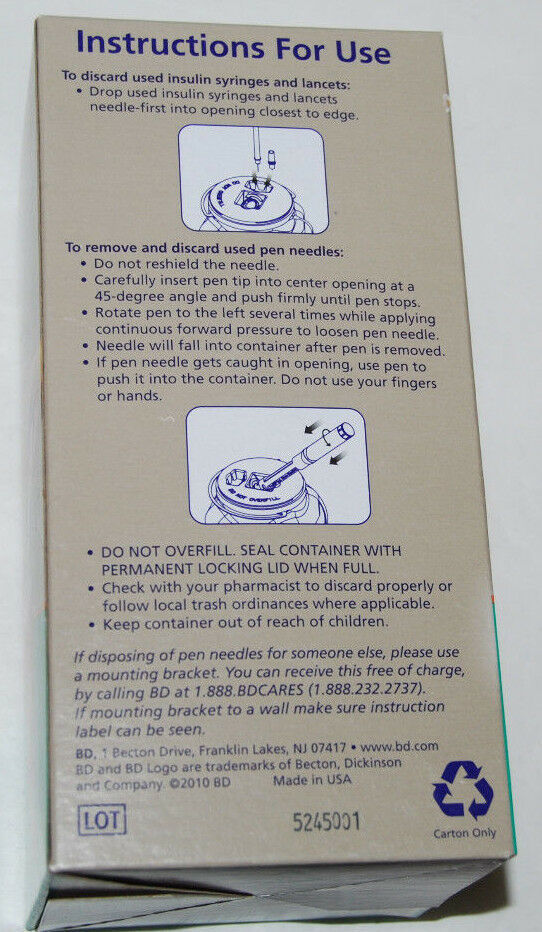 Instructions For Use
To discard used insulin syringes and lancets:
• Drop used insulin syringes and lancets
needle-first into opening closest to edge.
To remove and discard used pen needles:
• Do not reshield the needle.
• Carefully insert pen tip into center opening at a
45-degree angle and push firmly until pen stops.
• Rotate pen to the left several times while applying
continuous forward pressure to loosen pen needle.
• Needle will fall into container after pen is removed.
• If pen needle gets caught in opening, use pen to
push it into the container. Do not use your fingers
or hands.
DO NOT OVERFILL
• DO NOT OVERFILL. SEAL CONTAINER WITH
PERMANENT LOCKING LID WHEN FULL.
• Check with your pharmacist to discard properly or
follow local trash ordinances where applicable.
• Keep container out of reach of children.
If disposing of pen needles for someone else, please use
a mounting bracket. You can receive this free of charge,
by calling BD at 1.888.BDCARES (1.888.232.2737).
If mounting bracket to a wall make sure instruction
label can be seen.
BD, 1 Becton Drive, Franklin Lakes, NJ 07417 • www.bd.com
BD and BD Logo are trademarks of Becton, Dickinson
and Company. ©2010 BD Made in USA
LOT 5245001
Carton Only